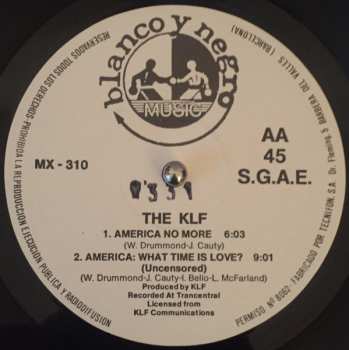 blanco y negro
MUSIC
RESERVADOS TODOS LOS DERECHOS - PROHIBIDA LA REPRODUCCION EJECUCION PUBLICA Y RADIODIFUSION
PERMISO Nº 8062 - FABRICADO POR TECNIFON, S.A. Dr. Fleming, 5 BARBERA DEL VALLES (BARCELONA)
MX - 310
AA
45
S.G.A.E.
THE KLF
1. AMERICA NO MORE 6:03
(W. Drummond-J. Cauty)
2. AMERICA: WHAT TIME IS LOVE? 9:01
(Uncensored)
(W. Drummond-J. Cauty-I. Bello-L. McFarland)
Produced by KLF
Recorded At Trancentral
Licensed from
KLF Communications